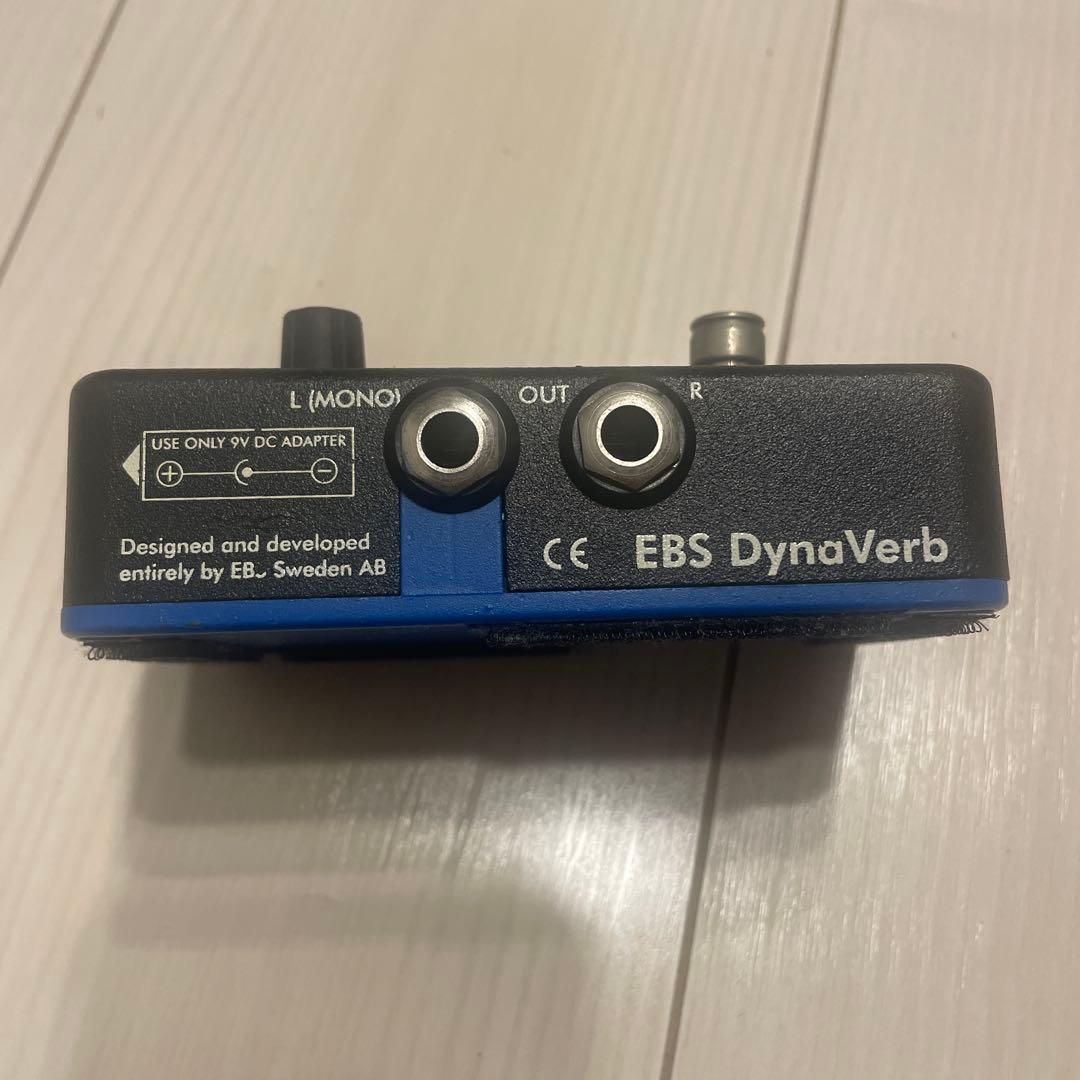 L (MONO)
OUT
R
USE ONLY 9V DC ADAPTER
+ −
Designed and developed
entirely by EB Sweden AB
CE
EBS DynaVerb